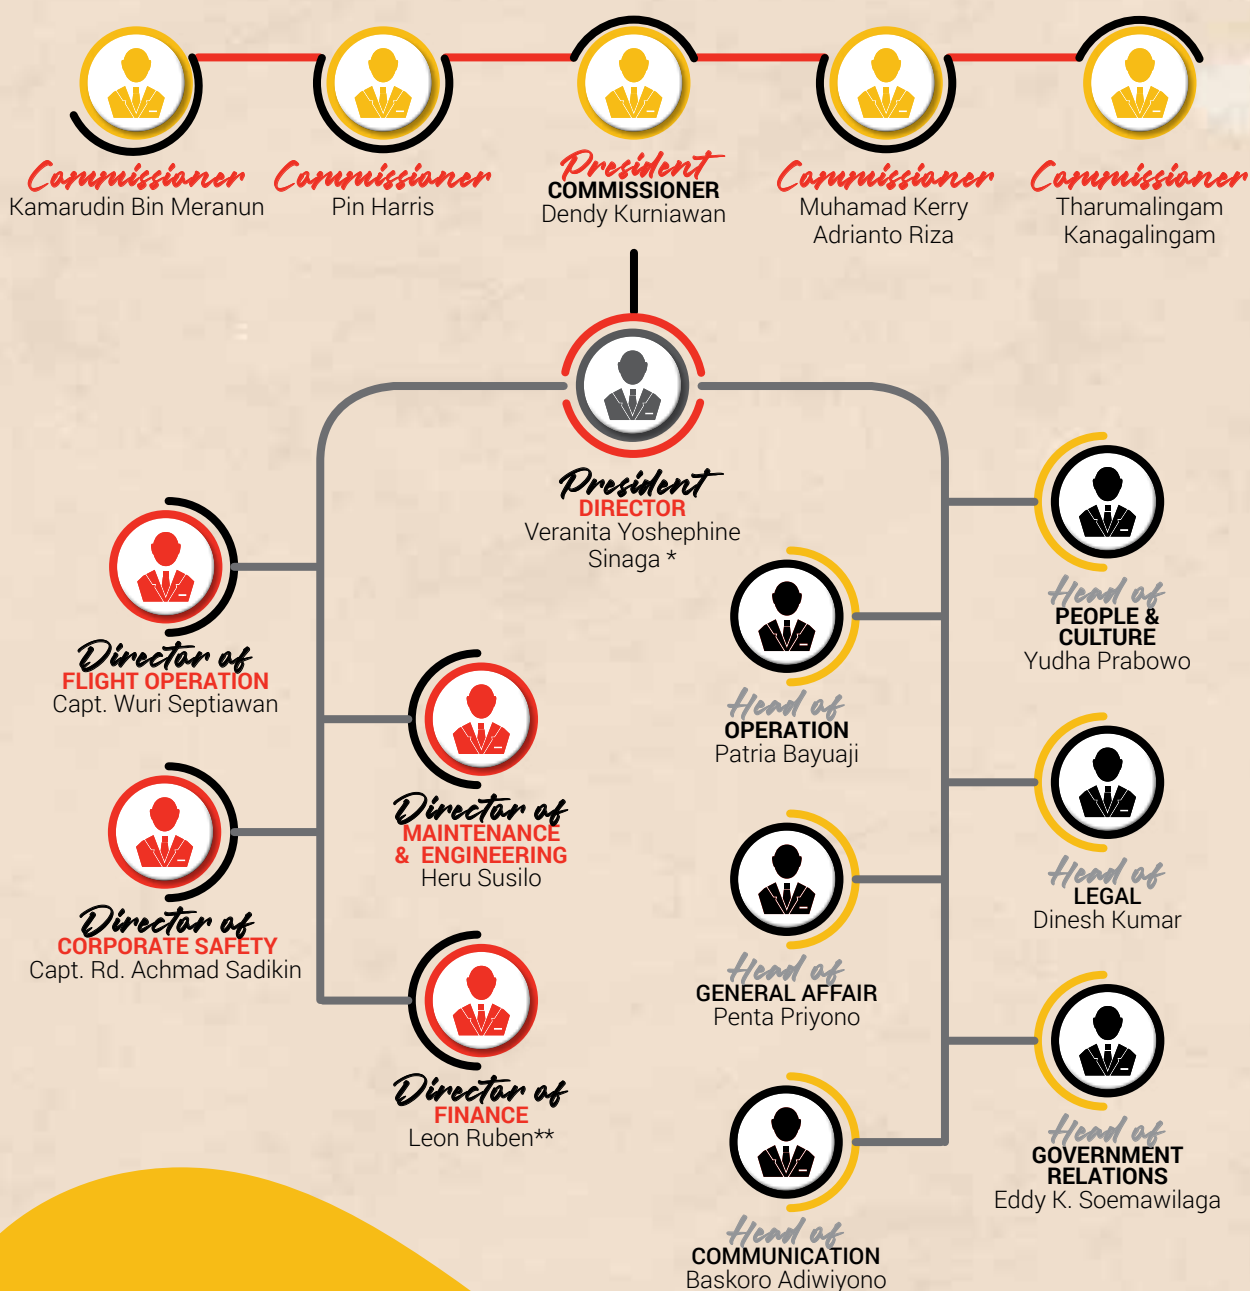 Commissioner
Kamarudin Bin Meranun
Commissioner
Pin Harris
President
COMMISSIONER
Dendy Kurniawan
Commissioner
Muhamad Kerry
Adrianto Riza
Commissioner
Tharumalingam
Kanagalingam
President
DIRECTOR
Veranita Yoshephine
Sinaga *
Director of
FLIGHT OPERATION
Capt. Wuri Septiawan
Director of
MAINTENANCE
& ENGINEERING
Heru Susilo
Director of
CORPORATE SAFETY
Capt. Rd. Achmad Sadikin
Director of
FINANCE
Leon Ruben**
Head of
PEOPLE &
CULTURE
Yudha Prabowo
Head of
OPERATION
Patria Bayuaji
Head of
LEGAL
Dinesh Kumar
Head of
GENERAL AFFAIR
Penta Priyono
Head of
GOVERNMENT
RELATIONS
Eddy K. Soemawilaga
Head of
COMMUNICATION
Baskoro Adiwiyono